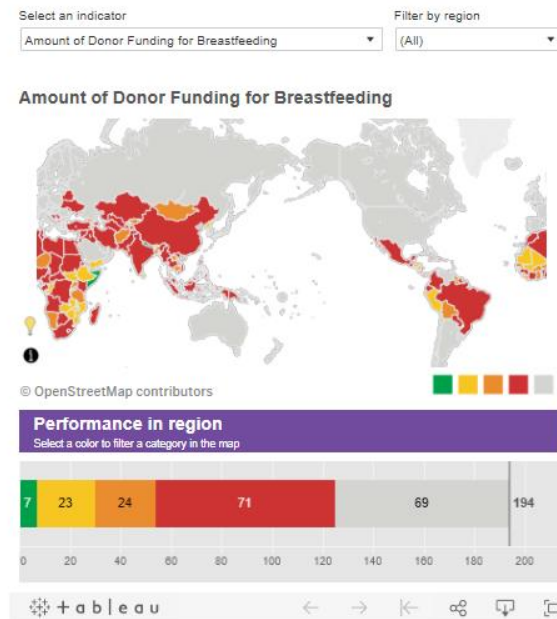 Select an indicator
Filter by region
Amount of Donor Funding for Breastfeeding
(All)
Amount of Donor Funding for Breastfeeding
© OpenStreetMap contributors
Performance in region
Select a color to filter a category in the map
7 23 24 71 69 194
0 20 40 60 80 100 120 140 160 180 200
+ableau